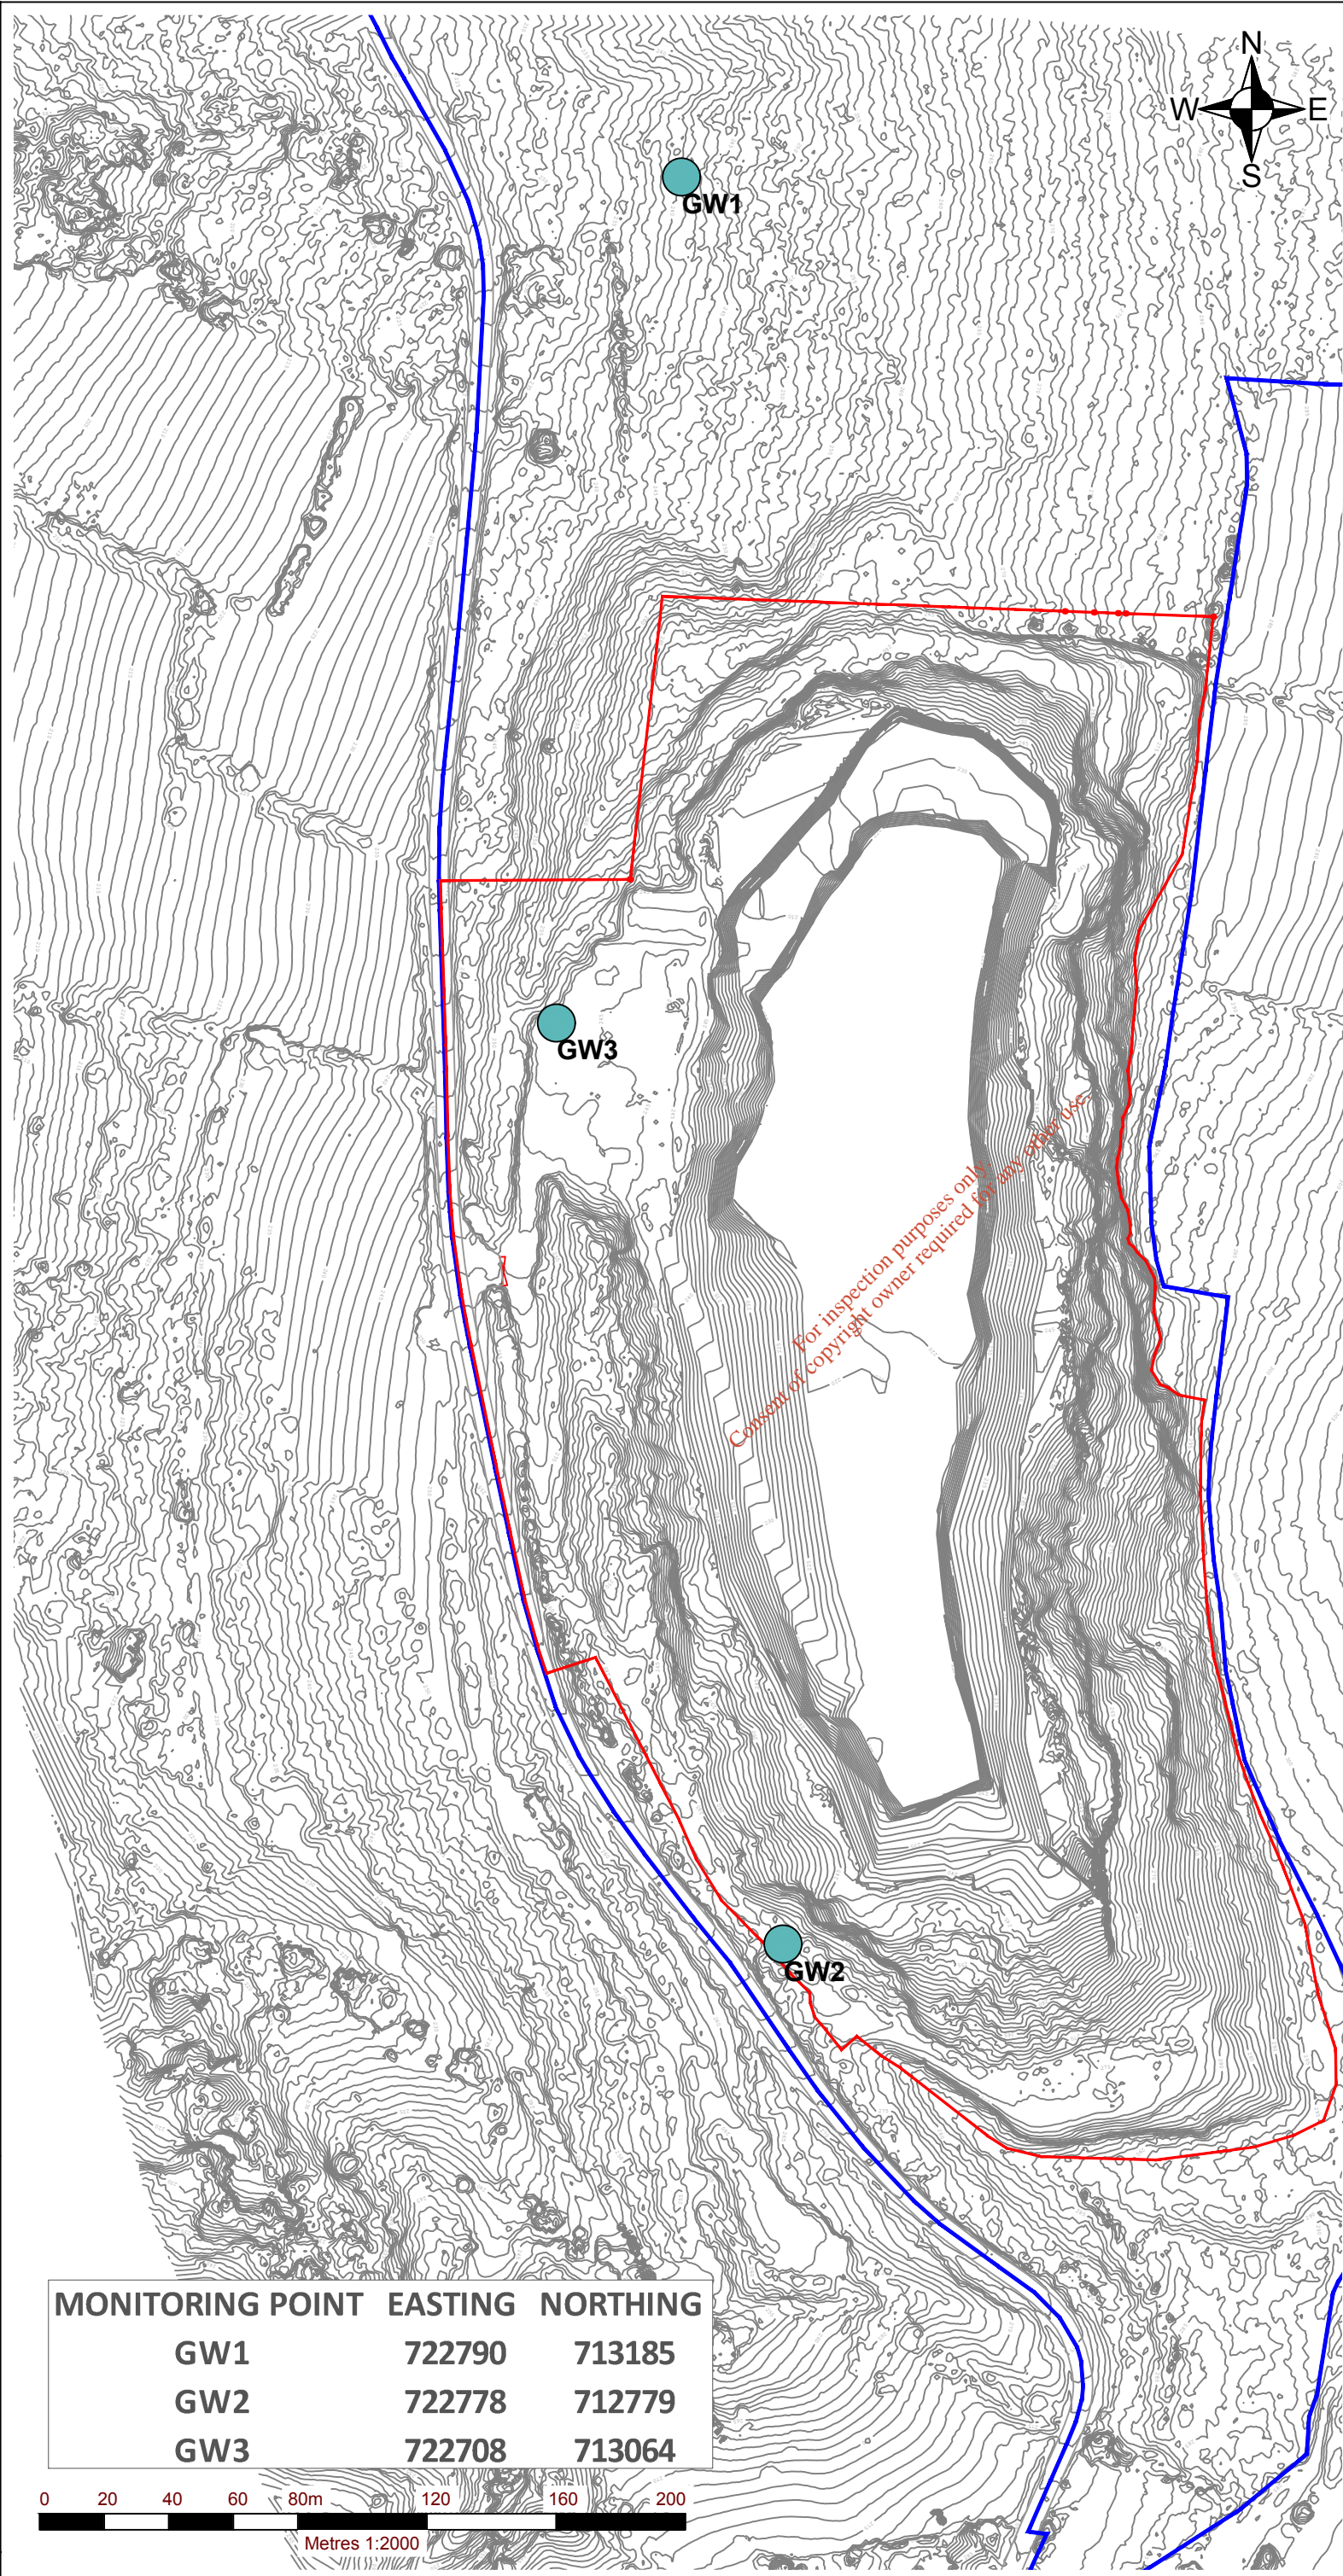 N
W E
S
GW1
GW3
For inspection purposes only.
Consent of copyright owner required for any other use.
GW2
MONITORING POINT EASTING NORTHING
GW1 722790 713185
GW2 722778 712779
GW3 722708 713064
0 20 40 60 80m 120 160 200
Metres 1:2000